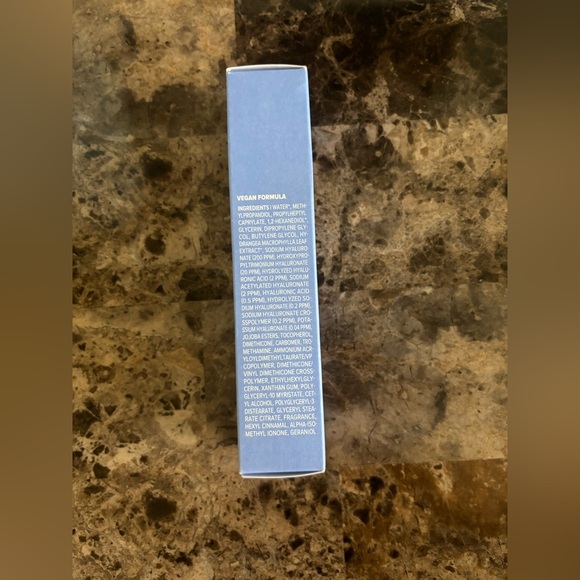 VEGAN FORMULA
INGREDIENTS | WATER*, METH-
YLPROPANDIOL, PROPYLHEPTYL
CAPRYLATE, 1,2-HEXANEDIOL*,
GLYCERIN, DIPROPYLENE GLY-
COL, BUTYLENE GLYCOL, HY-
DRANGEA MACROPHYLLA LEAF
EXTRACT*, SODIUM HYALURO-
NATE (200 PPM), HYDROXYPRO-
PYLTRIMONIUM HYALURONATE
(20 PPM), HYDROLYZED HYALU-
RONIC ACID (2 PPM), SODIUM
ACETYLATED HYALURONATE
(2 PPM), HYALURONIC ACID
(0.5 PPM), HYDROLYZED SO-
DIUM HYALURONATE (0.2 PPM),
SODIUM HYALURONATE CRO-
SSPOLYMER (0.2 PPM), POTA-
SSIUM HYALURONATE (0.04 PPM),
JOJOBA ESTERS, TOCOPHEROL,
DIMETHICONE, CARBOMER, TRO-
METHAMINE, AMMONIUM ACR-
YLOYLDIMETHYLTAURATE/VP
COPOLYMER, DIMETHICONE/
VINYL DIMETHICONE CROSS-
POLYMER, ETHYLHEXYLGLY-
CERIN, XANTHAN GUM, POL-
YGLYCERYL-10 MYRISTATE, CET-
YL ALCOHOL, POLYGLYCERYL-3
DISTEARATE, GLYCERYL STEA-
RATE CITRATE, FRAGRANCE,
HEXYL CINNAMAL, ALPHA-ISO-
METHYL IONONE, GERANIOL